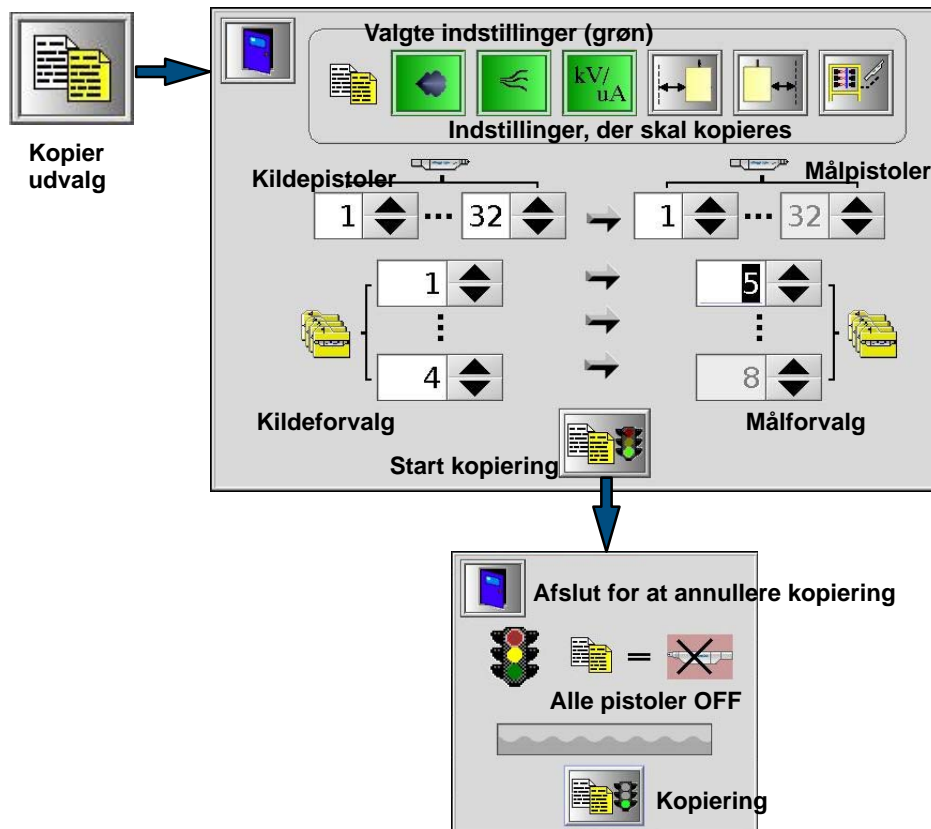 Kopier
udvalg
Valgte indstillinger (grøn)
kV/
uA
Indstillinger, der skal kopieres
Kildepistoler
Målpistoler
1 ... 32 1 ... 32
1 5
4 8
Kildeforvalg
Målforvalg
Start kopiering
Afslut for at annullere kopiering
=
Alle pistoler OFF
Kopiering